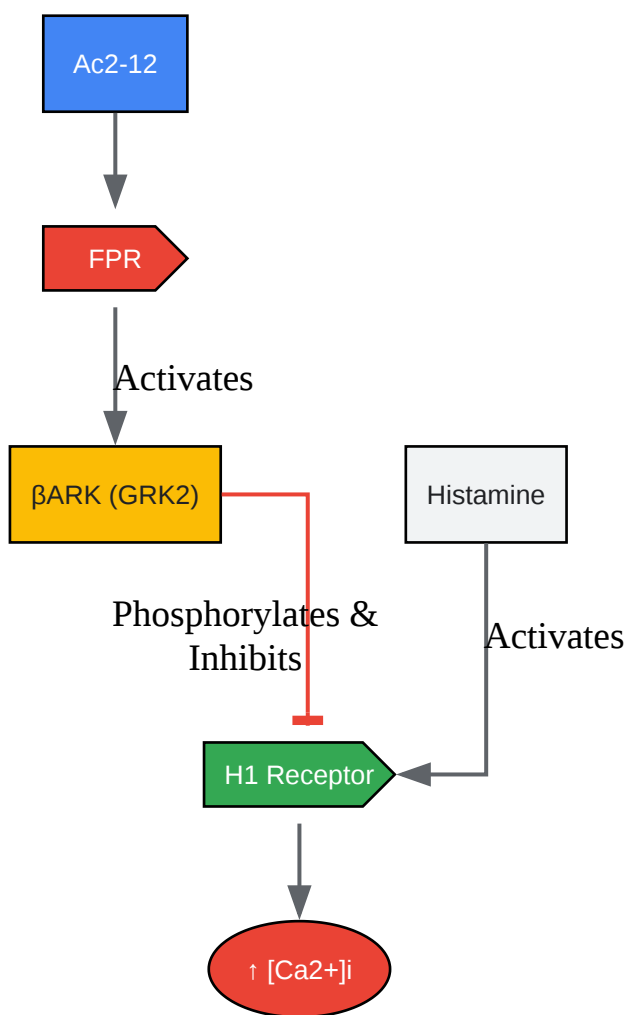 Ac2-12
FPR
Activates
βARK (GRK2)
Histamine
Phosphorylates &
Inhibits
Activates
H1 Receptor
↑ [Ca2+]i